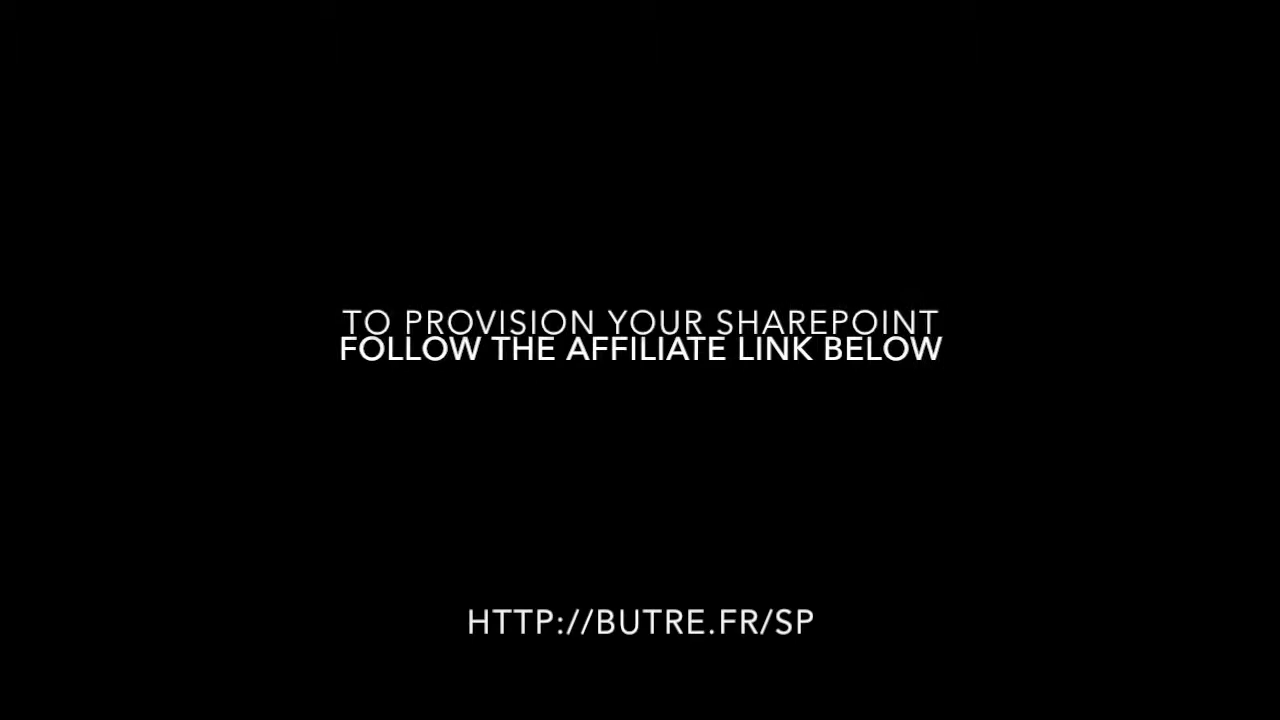 TO PROVISION YOUR SHAREPOINT
FOLLOW THE AFFILIATE LINK BELOW
HTTP://BUTRE.FR/SP